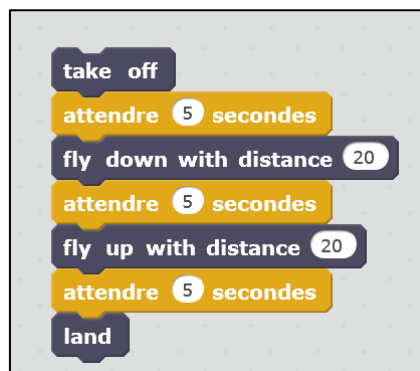 take off
attendre 5 secondes
fly down with distance 20
attendre 5 secondes
fly up with distance 20
attendre 5 secondes
land